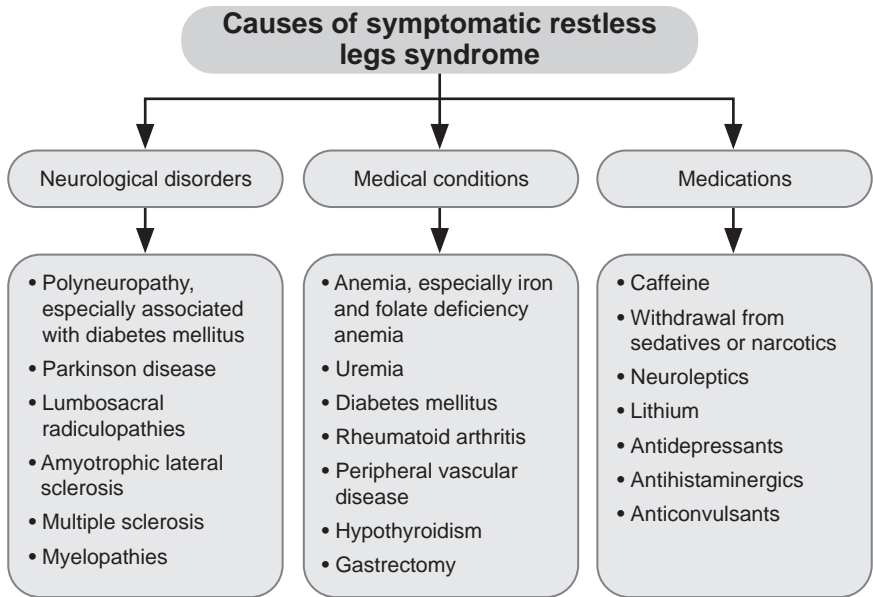 Causes of symptomatic restless
legs syndrome
Neurological disorders
• Polyneuropathy,
especially associated
with diabetes mellitus
• Parkinson disease
• Lumbosacral
radiculopathies
• Amyotrophic lateral
sclerosis
• Multiple sclerosis
• Myelopathies
Medical conditions
• Anemia, especially iron
and folate deficiency
anemia
• Uremia
• Diabetes mellitus
• Rheumatoid arthritis
• Peripheral vascular
disease
• Hypothyroidism
• Gastrectomy
Medications
• Caffeine
• Withdrawal from
sedatives or narcotics
• Neuroleptics
• Lithium
• Antidepressants
• Antihistaminergics
• Anticonvulsants